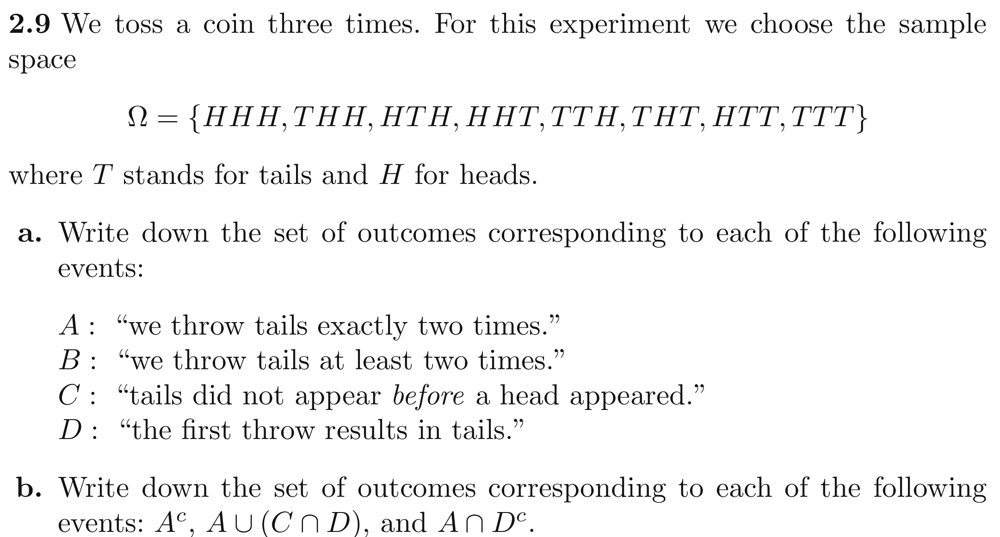 2.9 We toss a coin three times. For this experiment we choose the sample
space
Ω = {HHH, THH, HTH, HHT, TTH, THT, HTT, TTT}
where T stands for tails and H for heads.
a. Write down the set of outcomes corresponding to each of the following
events:
A : “we throw tails exactly two times.”
B : “we throw tails at least two times.”
C : “tails did not appear before a head appeared.”
D : “the first throw results in tails.”
b. Write down the set of outcomes corresponding to each of the following
events: Aᶜ, A ∪ (C ∩ D), and A ∩ Dᶜ.